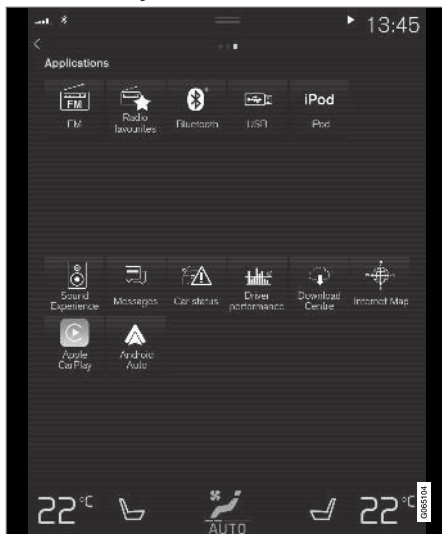 13:45
Applications
FM
iPod
FM
Radio
favourites
Bluetooth
USB
iPod
Sound
Experience
Messages
Car status
Driver
performance
Download
Centre
Internet Map
Apple
CarPlay
Android
Auto
22°C
22°C
AUTO
G065104